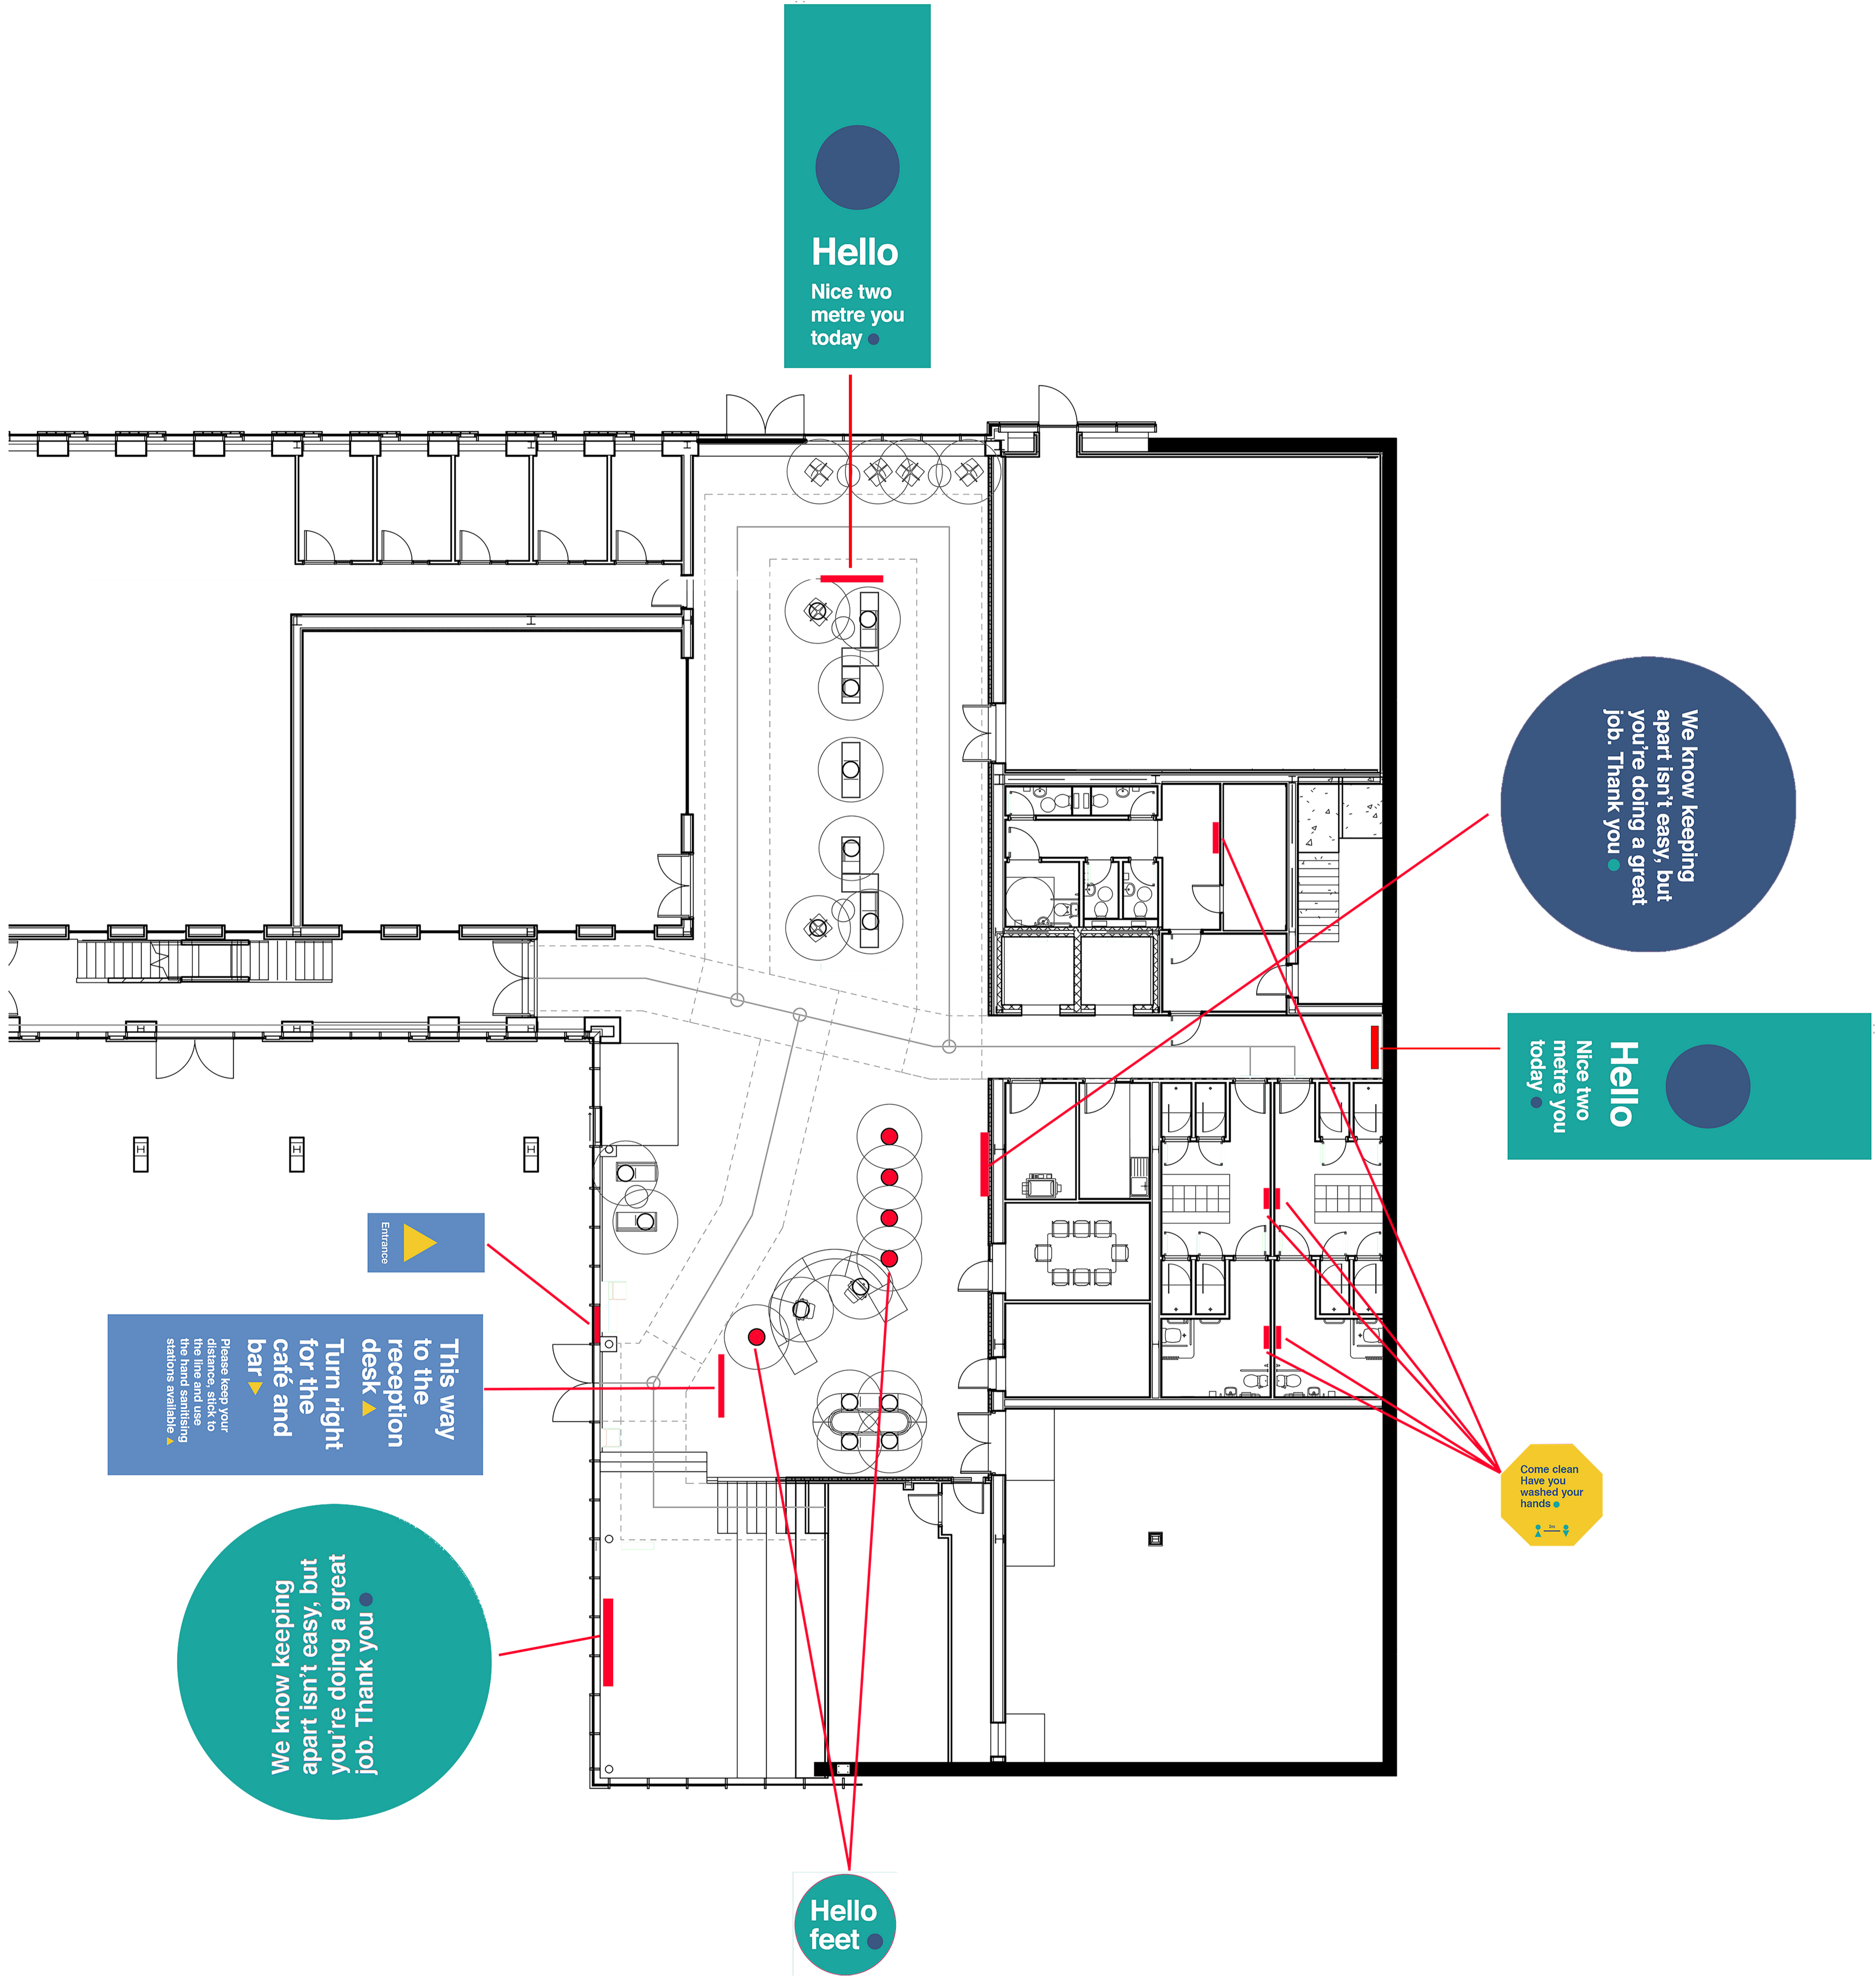 Hello
Nice two
metre you
today
We know keeping
apart isn't easy, but
you're doing a great
job. Thank you
Hello
Nice two
metre you
today
Entrance
This way
to the
reception
desk
Turn right
for the
café and
bar
Please keep your
distance, stick to
the line and use
the hand sanitising
stations available
Come clean
Have you
washed your
hands
2m
We know keeping
apart isn't easy, but
you're doing a great
job. Thank you
Hello
feet